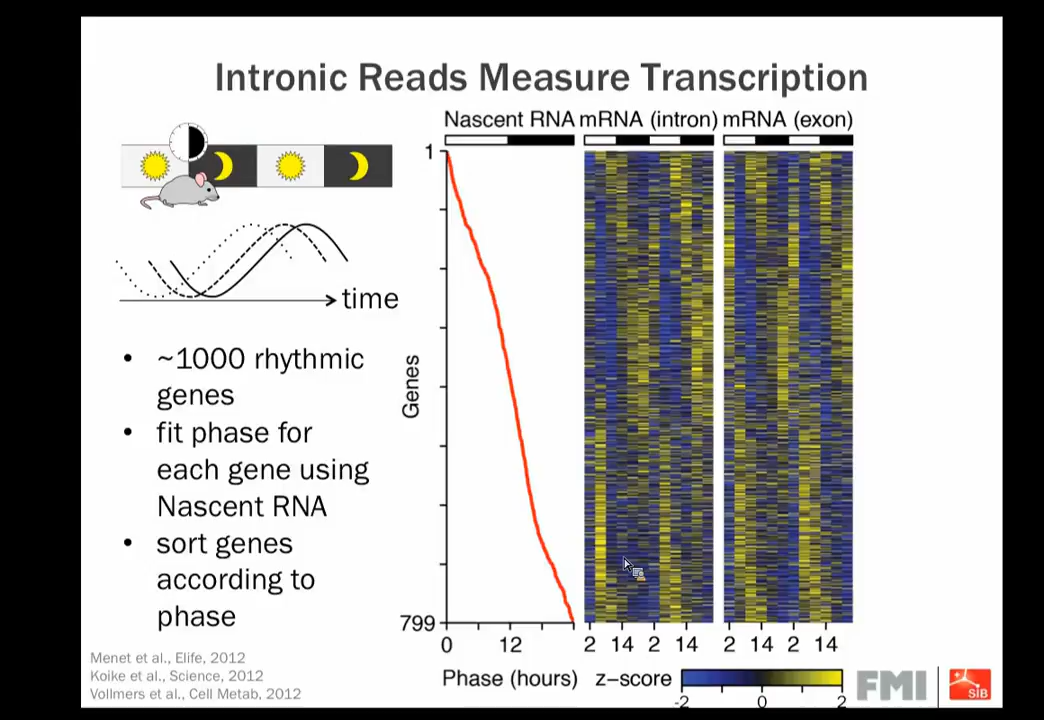 Intronic Reads Measure Transcription
Nascent RNA mRNA (intron) mRNA (exon)
1
time
• ~1000 rhythmic
genes
• fit phase for
each gene using
Nascent RNA
• sort genes
according to
phase
Genes
799
0 12 2 14 2 14 2 14 2 14
Phase (hours) z−score
-2 0 2
Menet et al., Elife, 2012
Koike et al., Science, 2012
Vollmers et al., Cell Metab, 2012
FMI
SIB